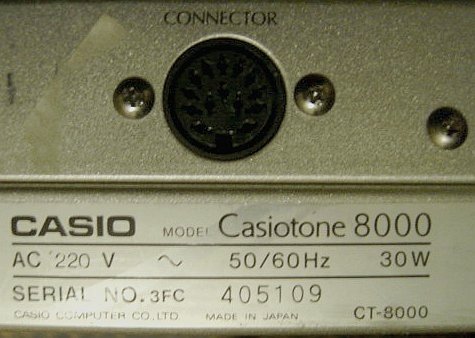 CONNECTOR
CASIO MODEL Casiotone 8000
AC 220 V ~ 50/60Hz 30W
SERIAL NO. 3FC 405109
CASIO COMPUTER CO., LTD. MADE IN JAPAN CT-8000